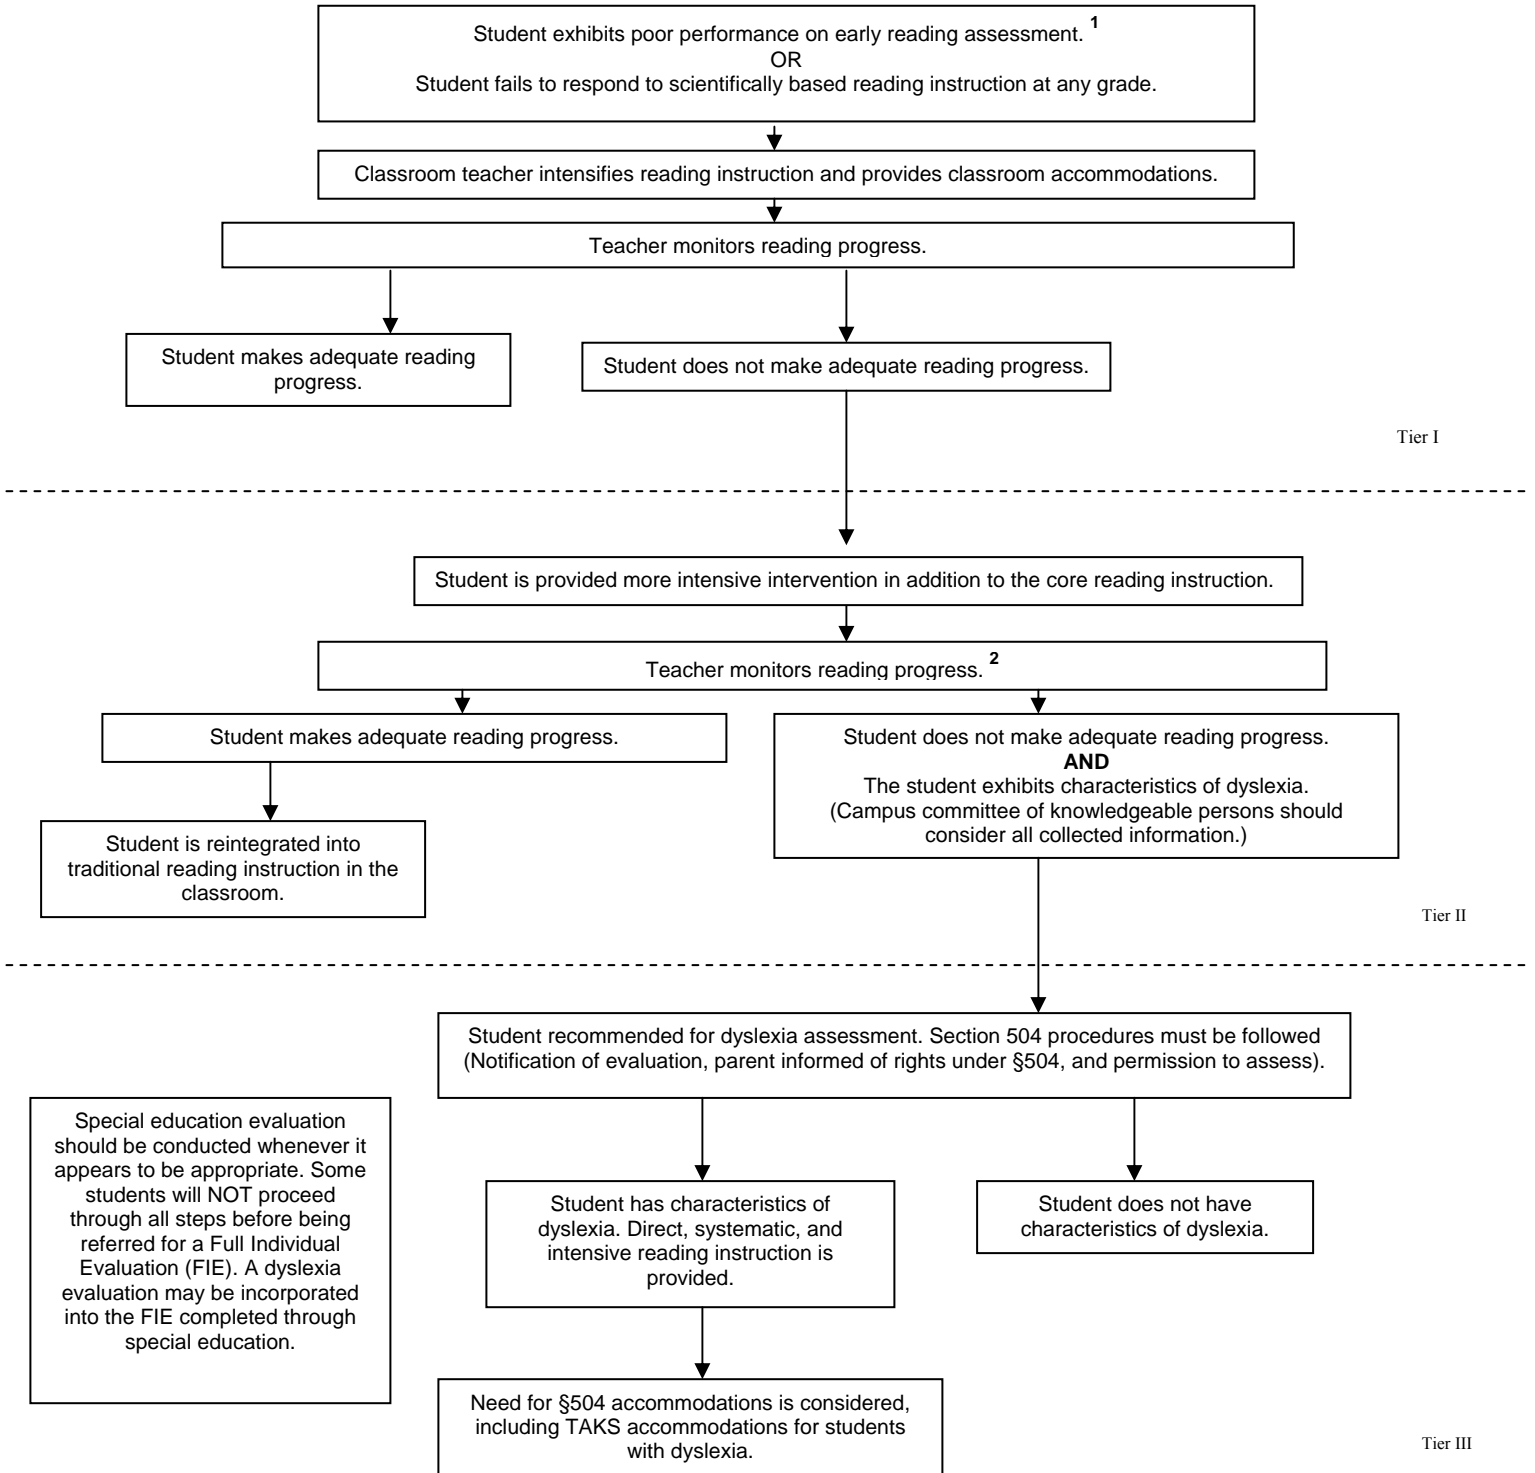 Student exhibits poor performance on early reading assessment. 1
OR
Student fails to respond to scientifically based reading instruction at any grade.
Classroom teacher intensifies reading instruction and provides classroom accommodations.
Teacher monitors reading progress.
Student makes adequate reading
progress.
Student does not make adequate reading progress.
Tier I
Student is provided more intensive intervention in addition to the core reading instruction.
Teacher monitors reading progress. 2
Student makes adequate reading progress.
Student is reintegrated into
traditional reading instruction in the
classroom.
Student does not make adequate reading progress.
AND
The student exhibits characteristics of dyslexia.
(Campus committee of knowledgeable persons should
consider all collected information.)
Tier II
Student recommended for dyslexia assessment. Section 504 procedures must be followed
(Notification of evaluation, parent informed of rights under §504, and permission to assess).
Special education evaluation
should be conducted whenever it
appears to be appropriate. Some
students will NOT proceed
through all steps before being
referred for a Full Individual
Evaluation (FIE). A dyslexia
evaluation may be incorporated
into the FIE completed through
special education.
Student has characteristics of
dyslexia. Direct, systematic, and
intensive reading instruction is
provided.
Student does not have
characteristics of dyslexia.
Need for §504 accommodations is considered,
including TAKS accommodations for students
with dyslexia.
Tier III